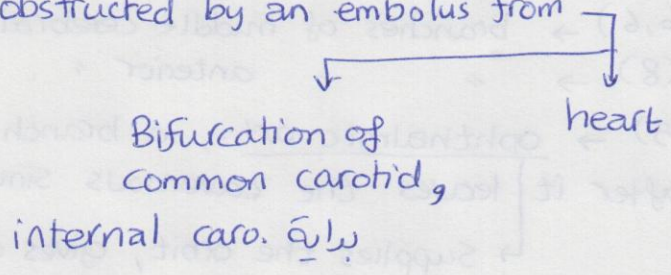 obstructed by an embolus from
heart
Bifurcation of
common carotid,
internal caro. بداية